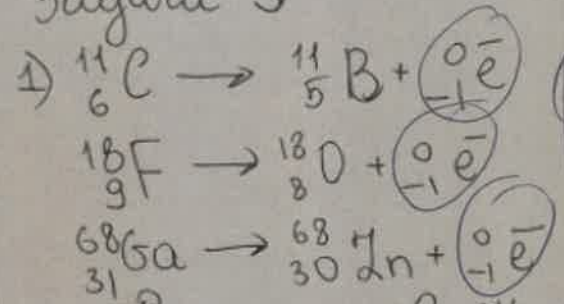 1) ¹¹₆C → ¹¹₅B + ⁰₋₁e⁻
¹⁸₉F → ¹⁸₈O + ⁰₋₁e⁻
⁶⁸₃₁Ga → ⁶⁸₃₀Zn + ⁰₋₁e⁻